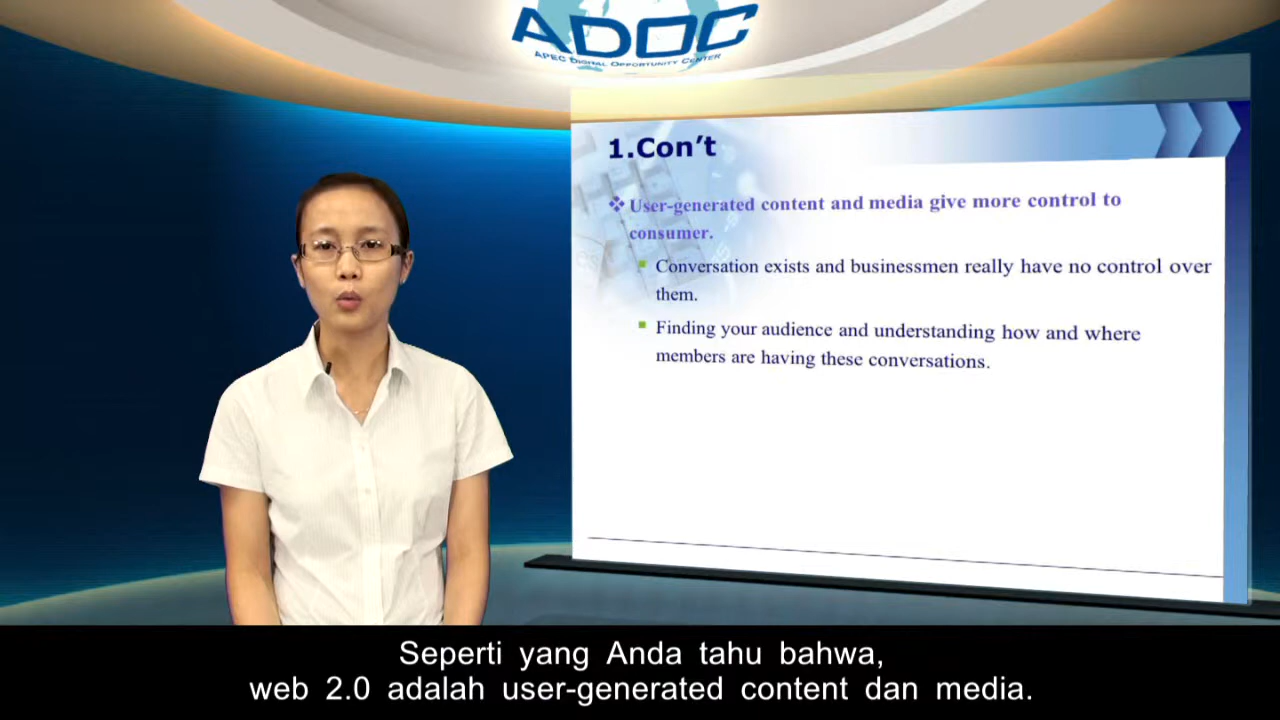 ADOC
APEC DIGITAL OPPORTUNITY CENTER
1.Con't
User-generated content and media give more control to
consumer.
Conversation exists and businessmen really have no control over
them.
Finding your audience and understanding how and where
members are having these conversations.
Seperti yang Anda tahu bahwa,
web 2.0 adalah user-generated content dan media.